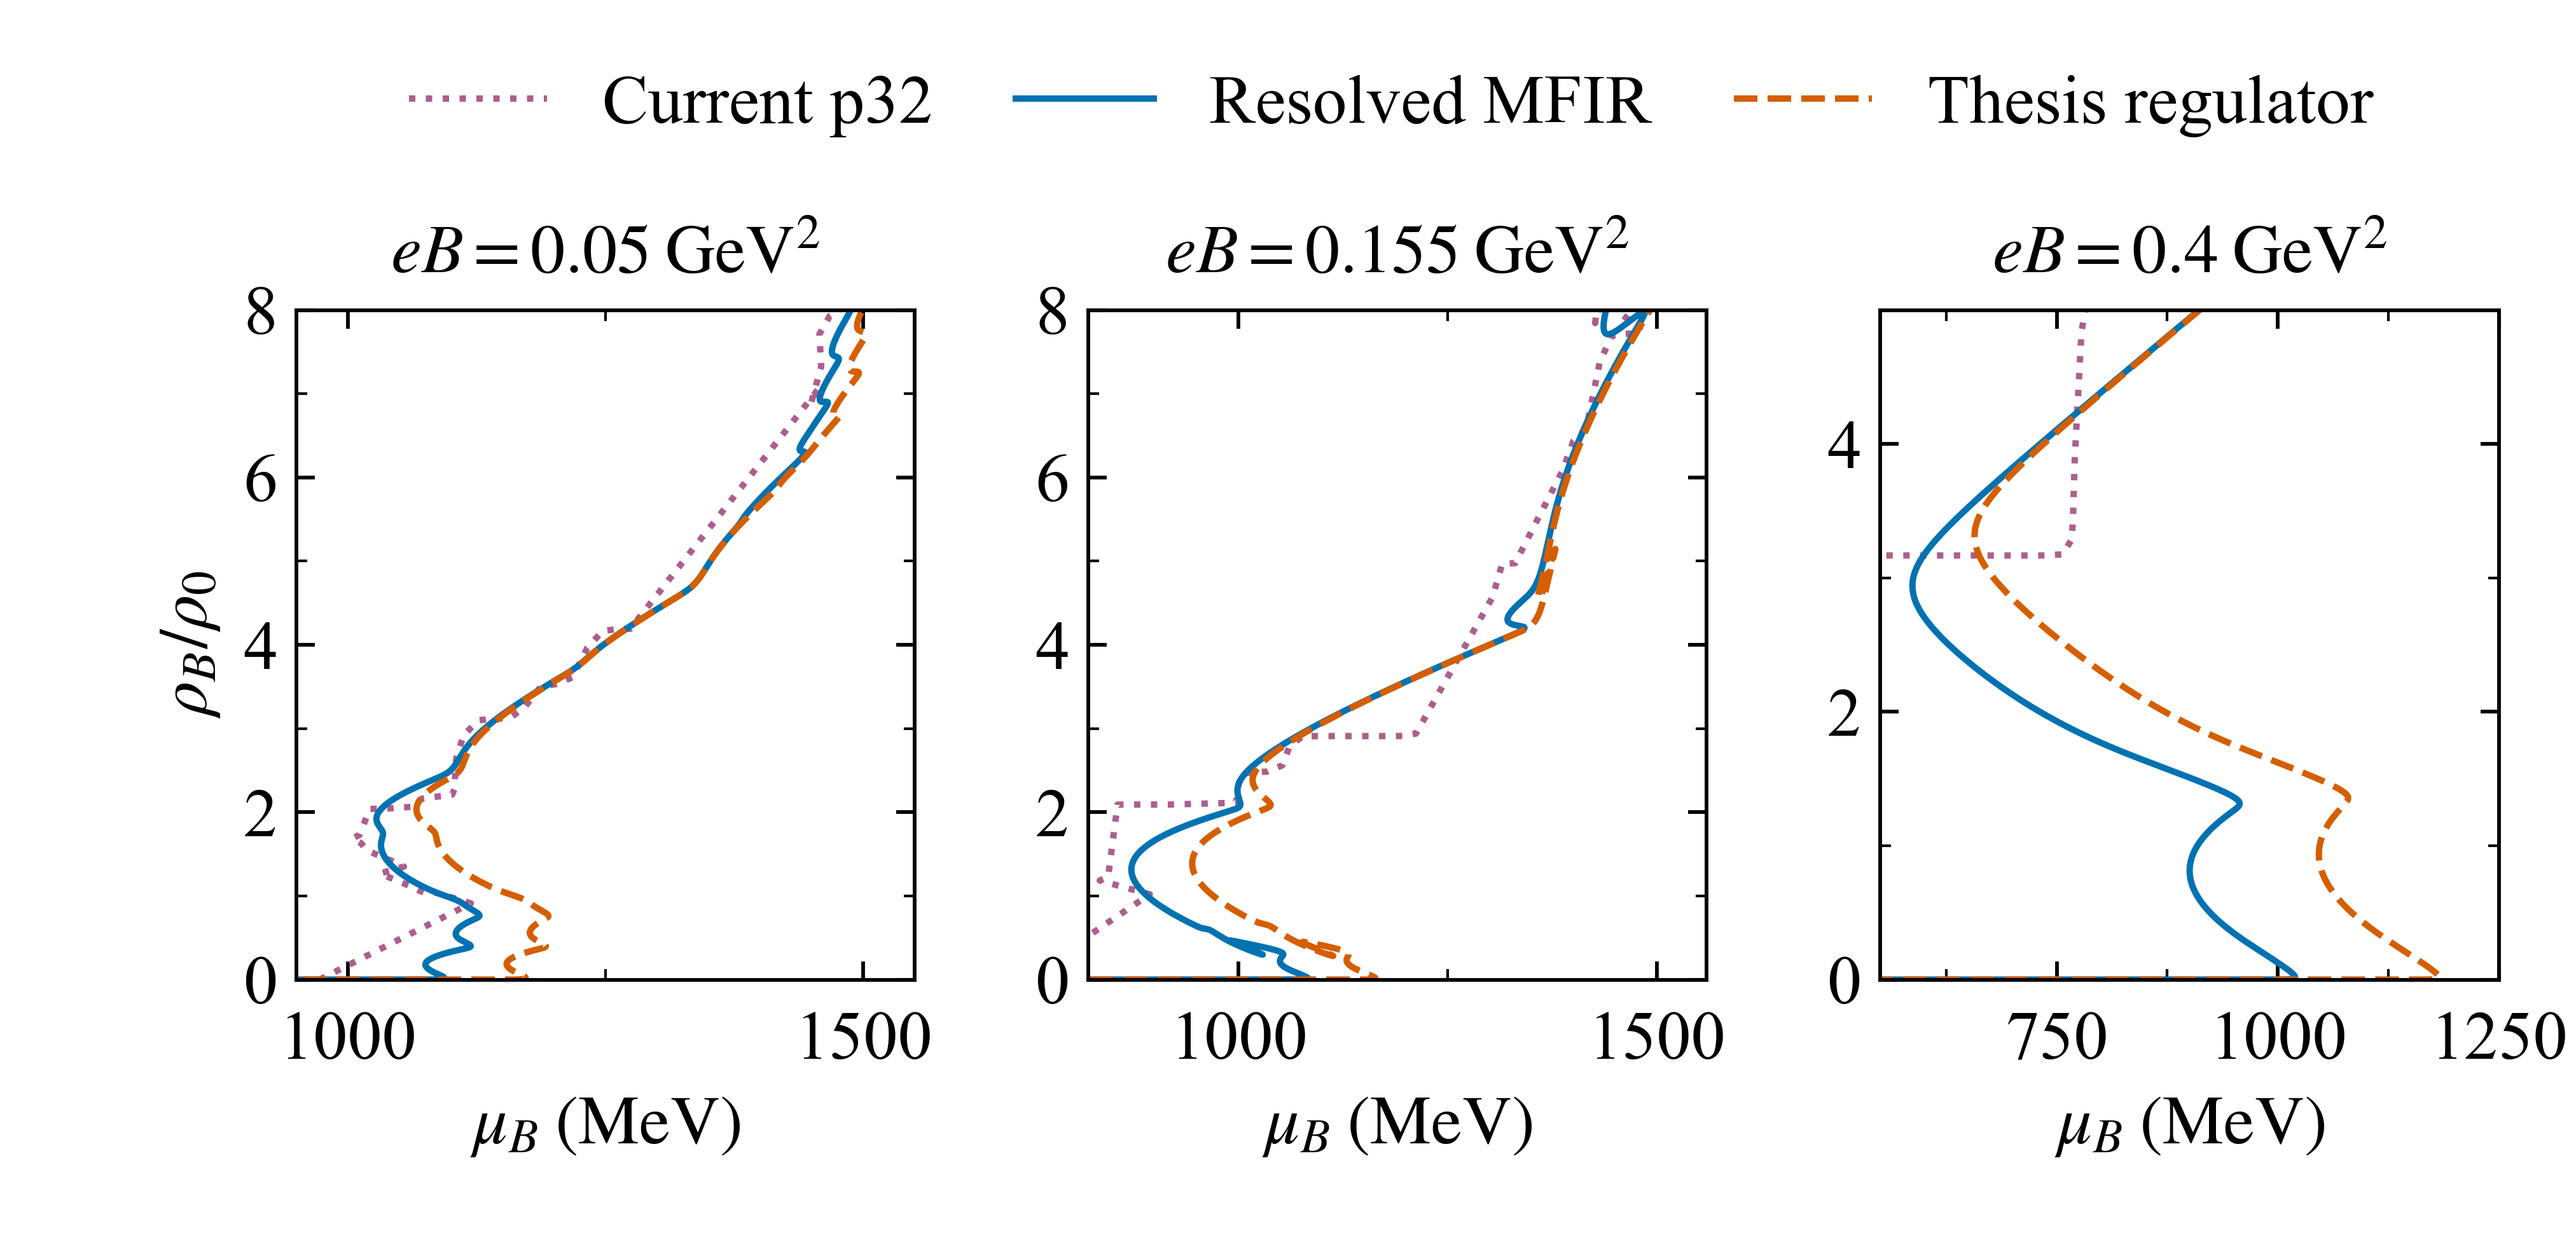 Current p32 Resolved MFIR Thesis regulator
eB = 0.05 GeV² eB = 0.155 GeV² eB = 0.4 GeV²
8 8
6 6
4 4 4
2 2 2
0 0 0
ρB/ρ0
1000 1500 1000 1500 750 1000 1250
μB (MeV) μB (MeV) μB (MeV)